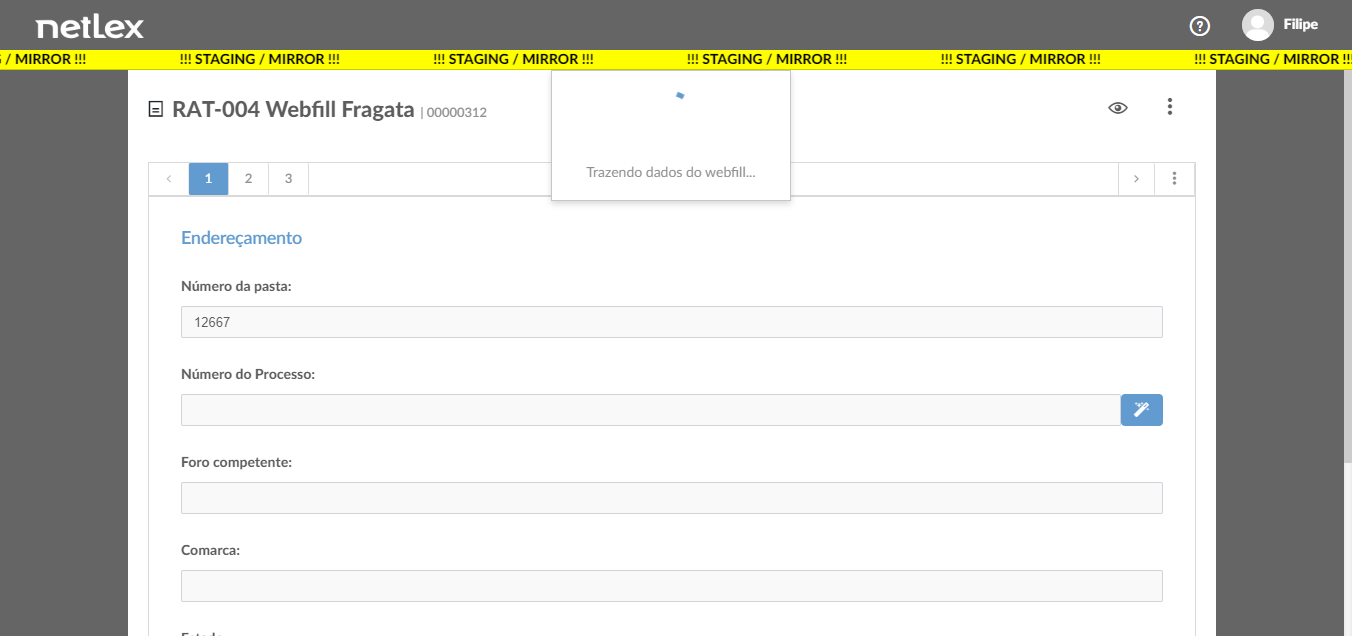 netlex
Filipe
/ MIRROR !!! !!! STAGING / MIRROR !!! !!! STAGING / MIRROR !!! !!! STAGING / MIRROR !!! !!! STAGING / MIRROR !!! !!! STAGING / MIRROR !!!
RAT-004 Webfill Fragata | 00000312
Trazendo dados do webfill...
1 2 3
Endereçamento
Número da pasta:
12667
Número do Processo:
Foro competente:
Comarca: